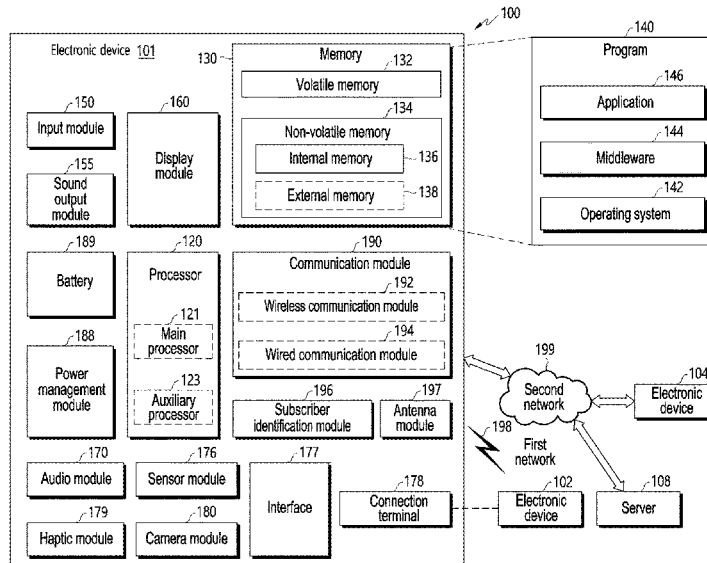 100
Electronic device 101
130
Memory
132
Volatile memory
134
Non-volatile memory
Internal memory
136
External memory
138
140
Program
146
Application
144
Middleware
142
Operating system
150
Input module
155
Sound
output module
160
Display
module
189
Battery
188
Power
management
module
120
Processor
121
Main
processor
123
Auxiliary
processor
190
Communication module
192
Wireless communication module
194
Wired communication module
196
Subscriber
identification module
197
Antenna
module
170
Audio module
176
Sensor module
177
Interface
179
Haptic module
180
Camera module
178
Connection
terminal
199
Second
network
104
Electronic
device
198
First
network
102
Electronic
device
108
Server